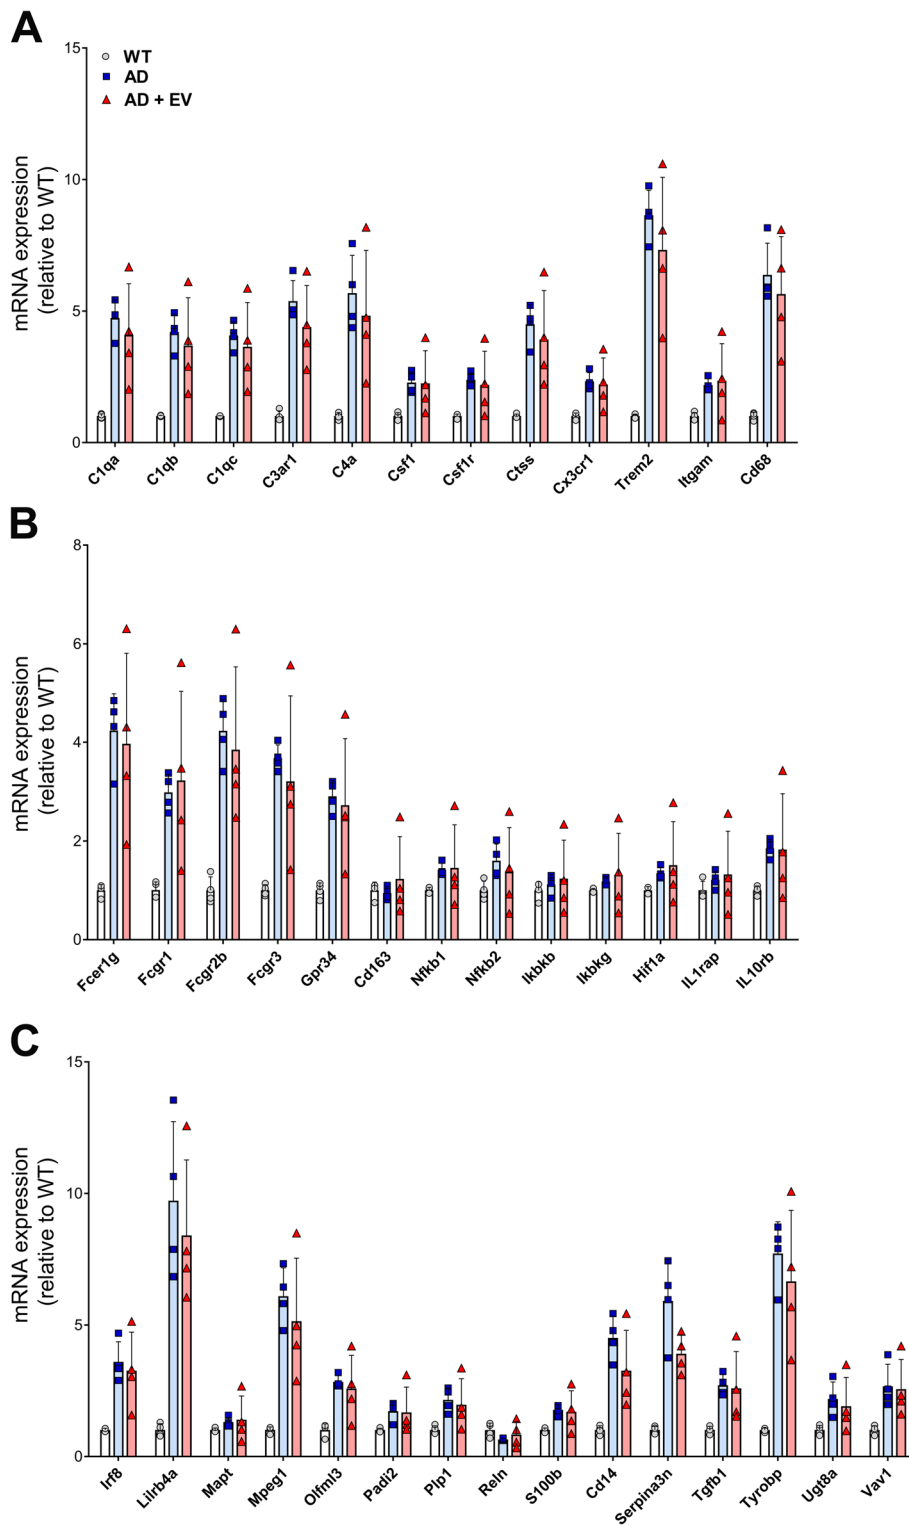 A
15
WT
AD
AD + EV
10
5
0
mRNA expression
(relative to WT)
C1qa C1qb C1qc C3ar1 C4a Csf1 Csf1r Ctss Cx3cr1 Trem2 Itgam Cd68
B
8
6
4
2
0
mRNA expression
(relative to WT)
Fcer1g Fcgr1 Fcgr2b Fcgr3 Gpr34 Cd163 Nfkb1 Nfkb2 Ikbkb Ikbkg Hif1a IL1rap IL10rb
C
15
10
5
0
mRNA expression
(relative to WT)
Irf8 Lilrb4a Mapt Mpeg1 Olfml3 Padi2 Plp1 Reln S100b Cd14 Serpina3n Tgfb1 Tyrobp Ugt8a Vav1